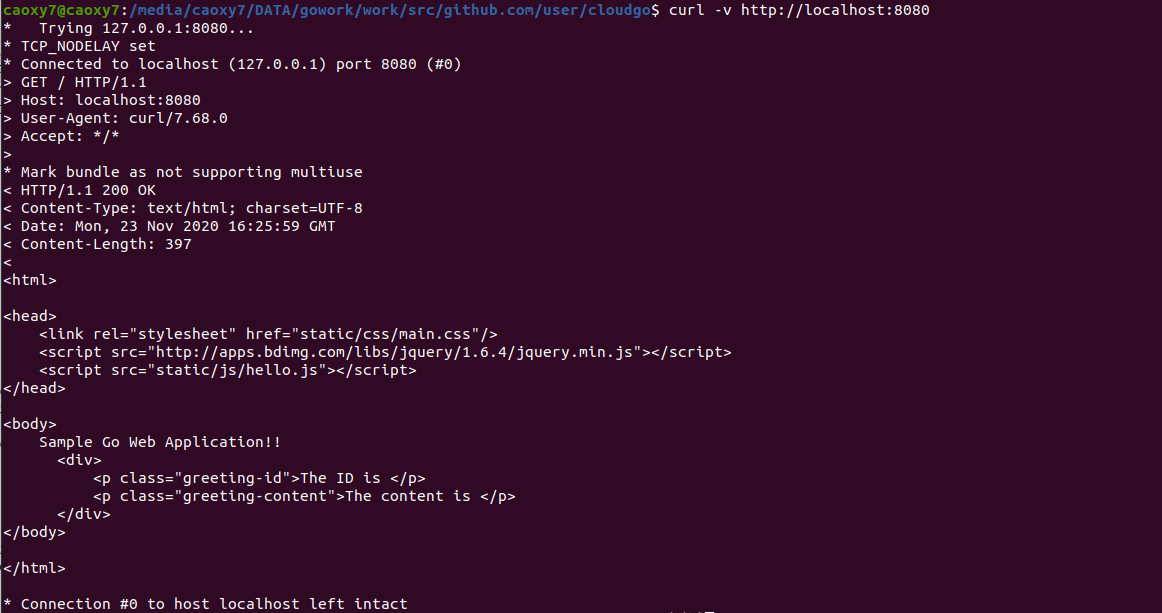 caoxy7@caoxy7:/media/caoxy7/DATA/gowork/work/src/github.com/user/cloudgo$ curl -v http://localhost:8080
*   Trying 127.0.0.1:8080...
* TCP_NODELAY set
* Connected to localhost (127.0.0.1) port 8080 (#0)
> GET / HTTP/1.1
> Host: localhost:8080
> User-Agent: curl/7.68.0
> Accept: */*
>
* Mark bundle as not supporting multiuse
< HTTP/1.1 200 OK
< Content-Type: text/html; charset=UTF-8
< Date: Mon, 23 Nov 2020 16:25:59 GMT
< Content-Length: 397
<
<html>

<head>
    <link rel="stylesheet" href="static/css/main.css"/>
    <script src="http://apps.bdimg.com/libs/jquery/1.6.4/jquery.min.js"></script>
    <script src="static/js/hello.js"></script>
</head>

<body>
    Sample Go Web Application!!
      <div>
          <p class="greeting-id">The ID is </p>
          <p class="greeting-content">The content is </p>
      </div>
</body>

</html>

* Connection #0 to host localhost left intact